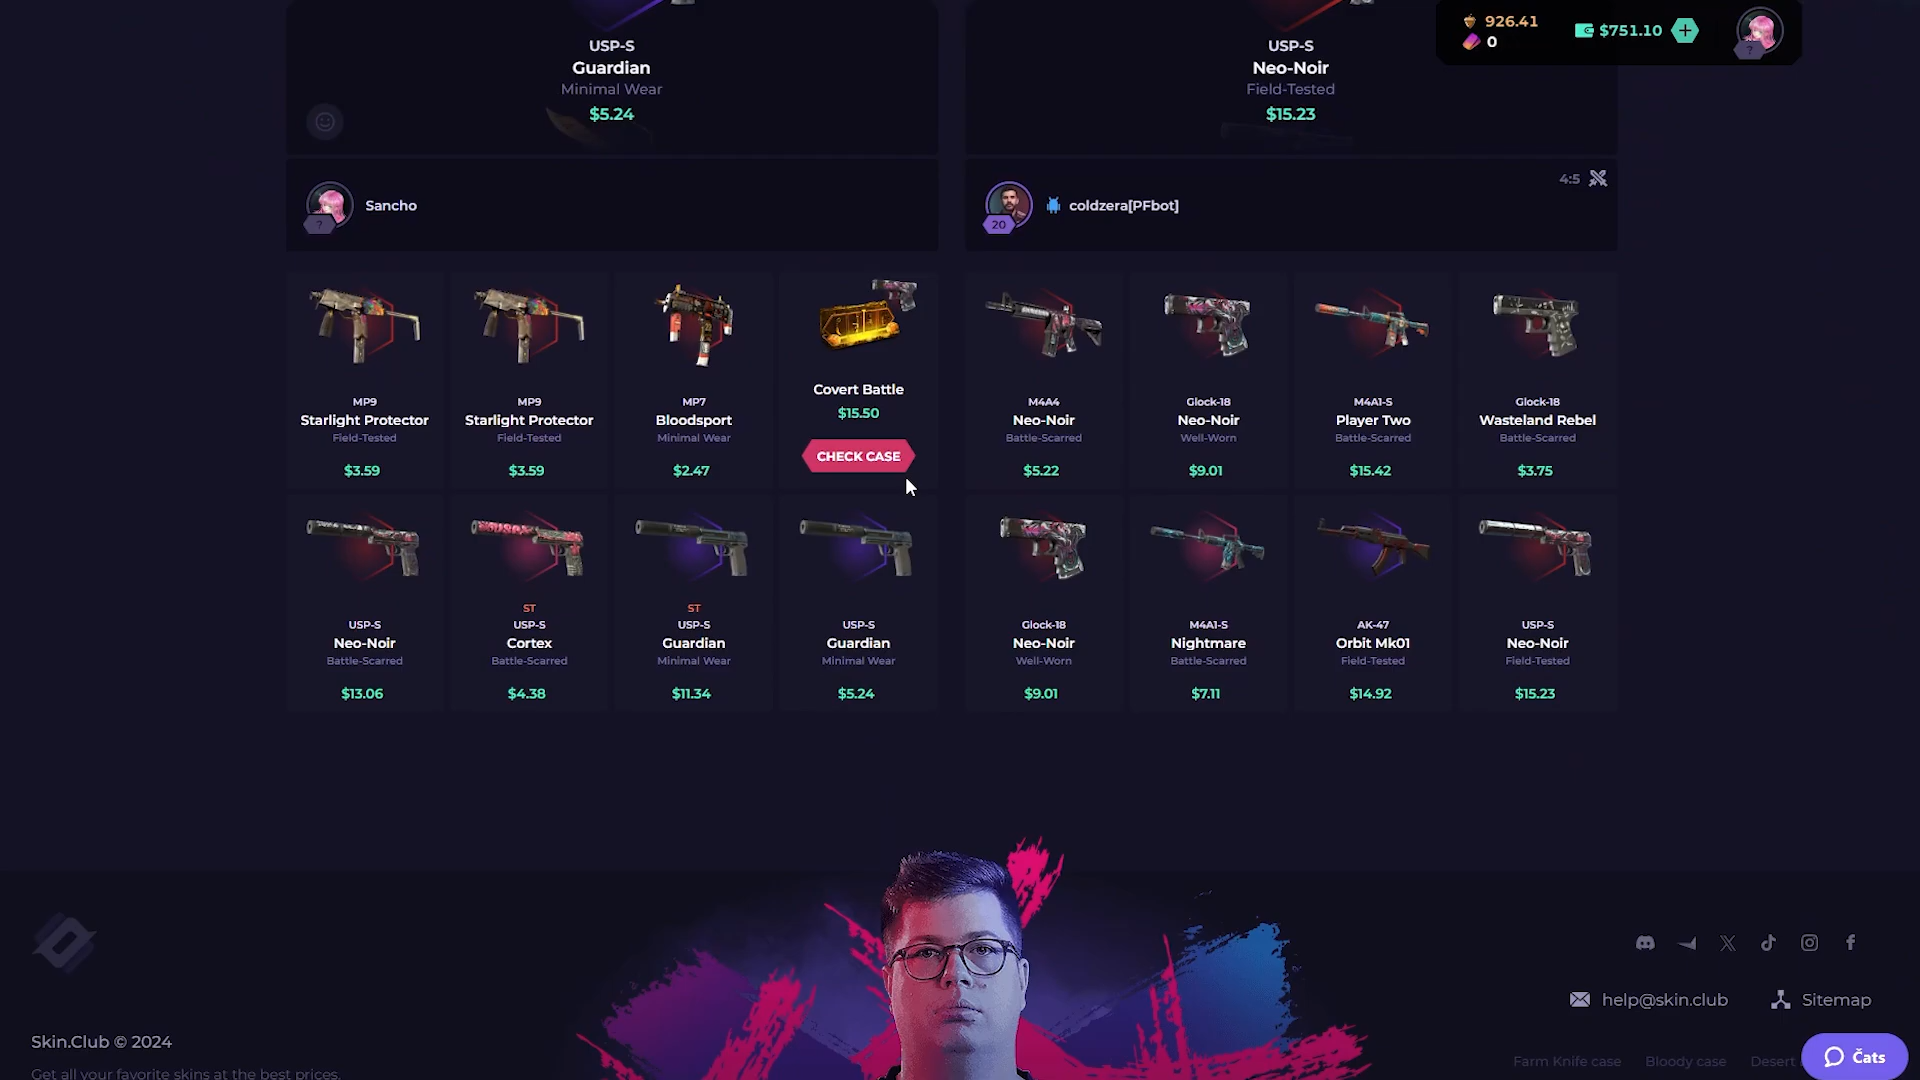 926.41
0
$751.10
?
USP-S
Guardian
Minimal Wear
$5.24
USP-S
Neo-Noir
Field-Tested
$15.23
Sancho
?
4:5
coldzera[PFbot]
20
MP9
Starlight Protector
Field-Tested
$3.59
MP9
Starlight Protector
Field-Tested
$3.59
MP7
Bloodsport
Minimal Wear
$2.47
Covert Battle
$15.50
CHECK CASE
M4A4
Neo-Noir
Battle-Scarred
$5.22
Glock-18
Neo-Noir
Well-Worn
$9.01
M4A1-S
Player Two
Battle-Scarred
$15.42
Glock-18
Wasteland Rebel
Battle-Scarred
$3.75
USP-S
Neo-Noir
Battle-Scarred
$13.06
ST
USP-S
Cortex
Battle-Scarred
$4.38
ST
USP-S
Guardian
Minimal Wear
$11.34
USP-S
Guardian
Minimal Wear
$5.24
Glock-18
Neo-Noir
Well-Worn
$9.01
M4A1-S
Nightmare
Battle-Scarred
$7.11
AK-47
Orbit Mk01
Field-Tested
$14.92
USP-S
Neo-Noir
Field-Tested
$15.23
help@skin.club
Sitemap
Skin.Club © 2024
Get all your favorite skins at the best prices.
Farm Knife case
Bloody case
Desert
Čats